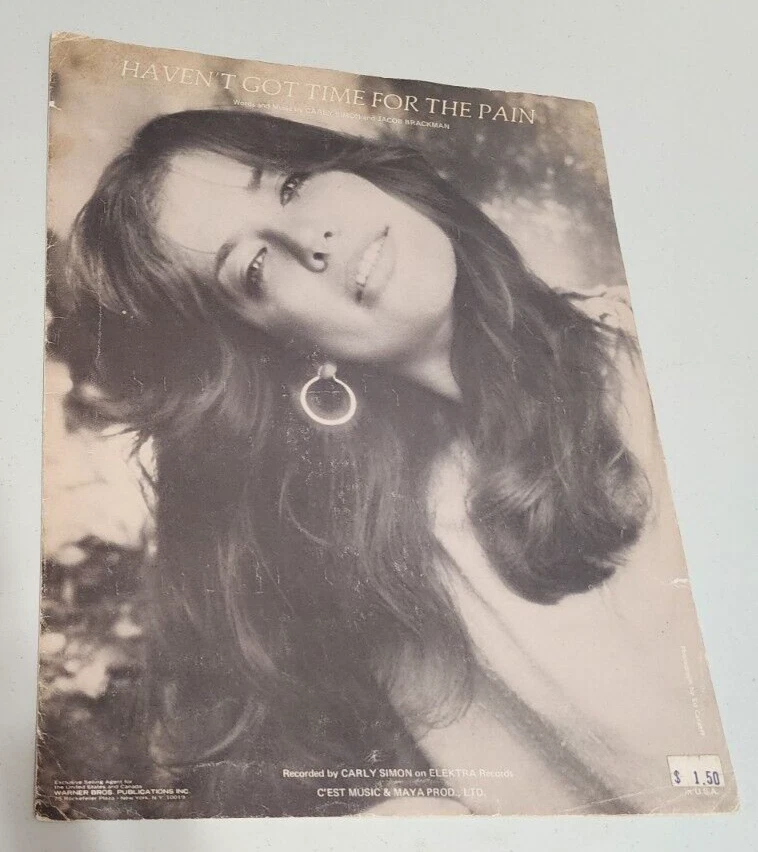 HAVEN'T GOT TIME FOR THE PAIN
Words and Music by CARLY SIMON and JACOB BRACKMAN
Recorded by CARLY SIMON on ELEKTRA Records
C'EST MUSIC & MAYA PROD., LTD.
Exclusive Selling Agent for
the United States and Canada
WARNER BROS. PUBLICATIONS INC.
75 Rockefeller Plaza • New York, N.Y. 10019
$ 1.50
in U.S.A.